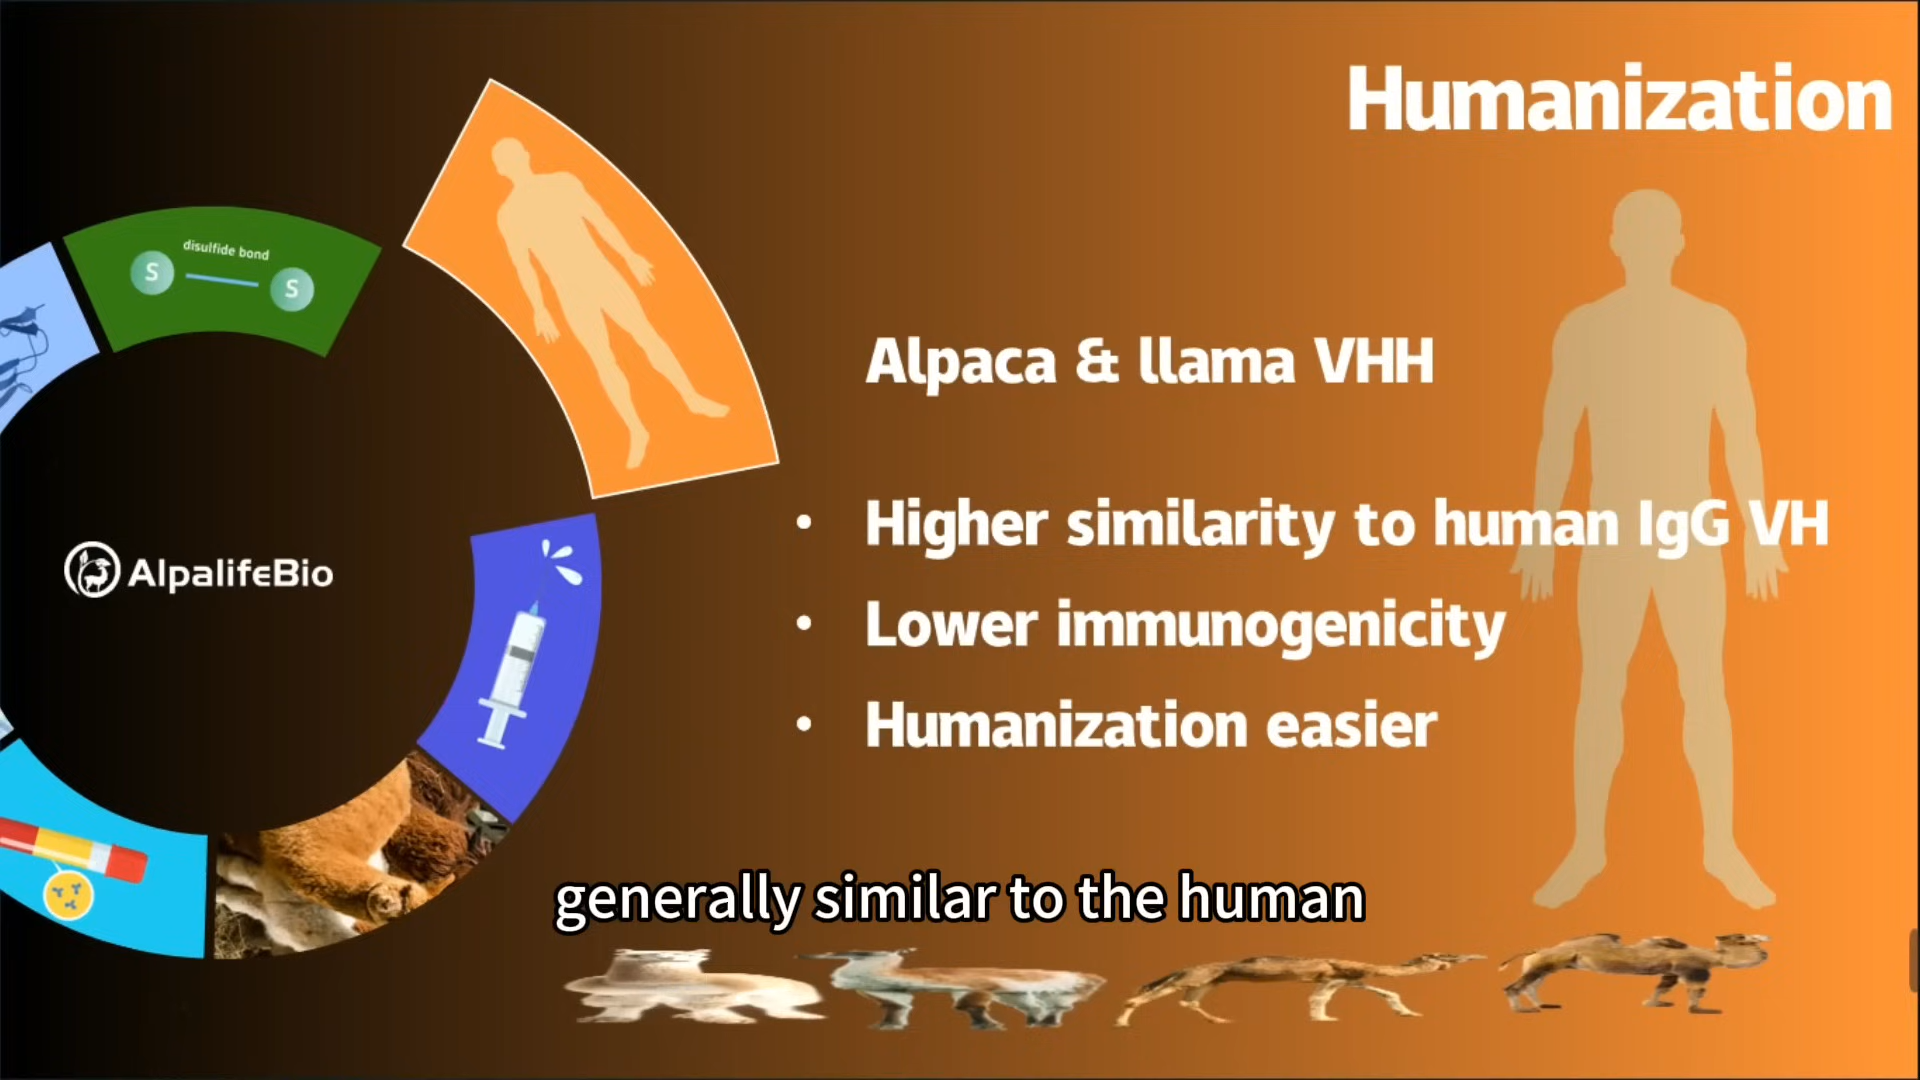 Humanization
disulfide bond
S
S
Alpaca & llama VHH
• Higher similarity to human IgG VH
• Lower immunogenicity
• Humanization easier
AlpalifeBio
generally similar to the human